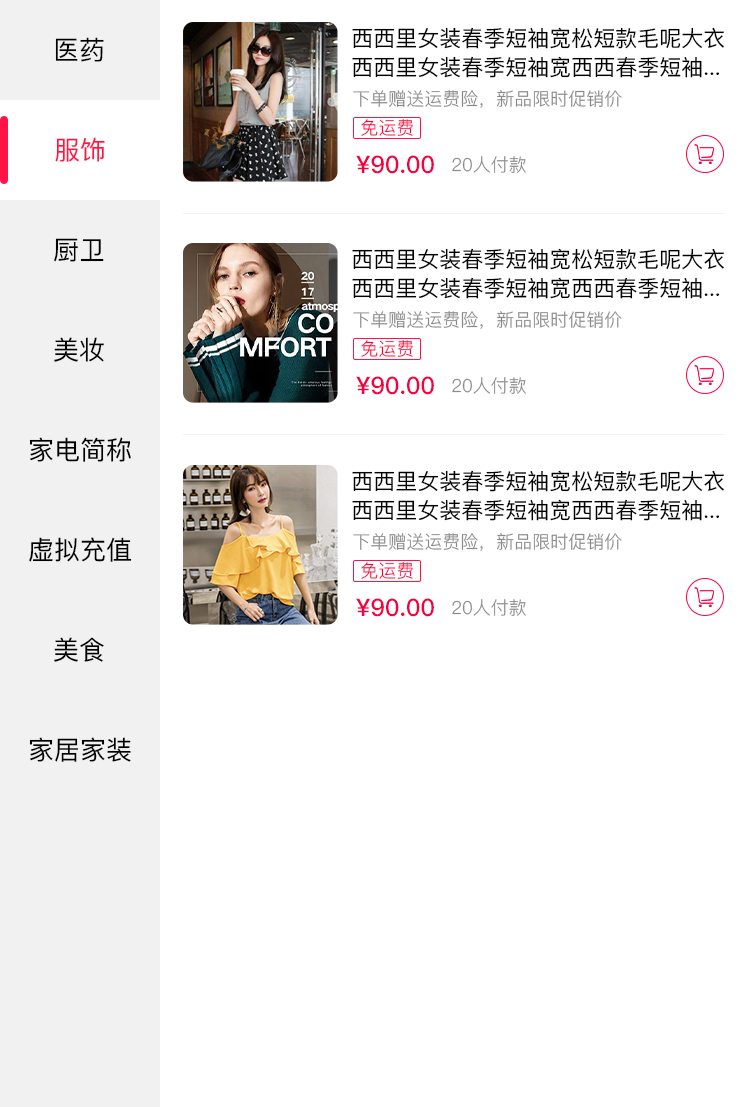 医药
服饰
厨卫
美妆
家电简称
虚拟充值
美食
家居家装
西西里女装春季短袖宽松短款毛呢大衣
西西里女装春季短袖宽西西春季短袖...
下单赠送运费险，新品限时促销价
免运费
¥90.00 20人付款
20
17
atmosp
CO
MFORT
西西里女装春季短袖宽松短款毛呢大衣
西西里女装春季短袖宽西西春季短袖...
下单赠送运费险，新品限时促销价
免运费
¥90.00 20人付款
西西里女装春季短袖宽松短款毛呢大衣
西西里女装春季短袖宽西西春季短袖...
下单赠送运费险，新品限时促销价
免运费
¥90.00 20人付款